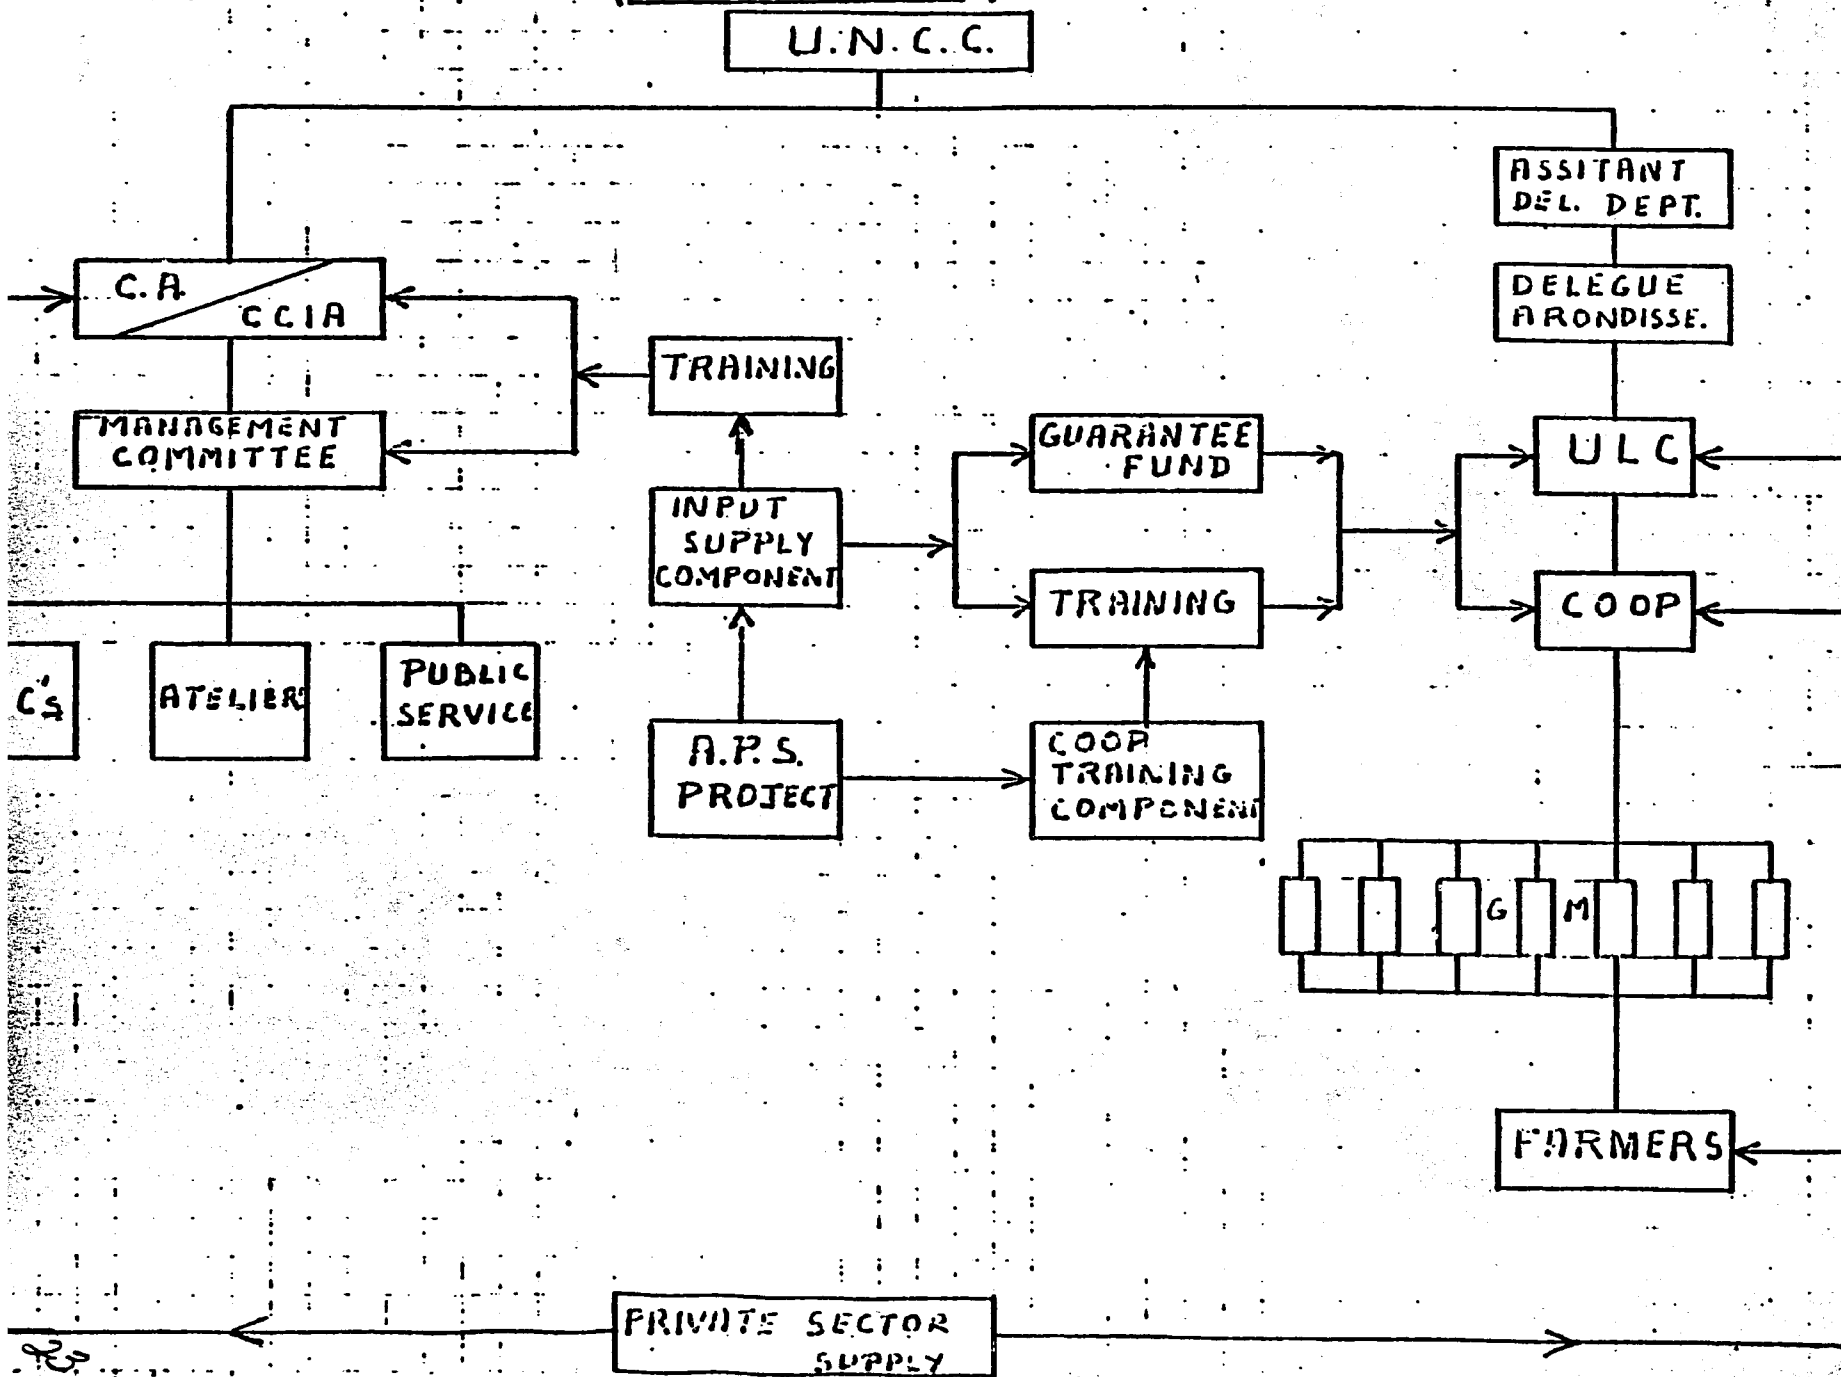 U.N.C.C.
ASSITANT
DEL. DEPT.
C.A.
CCIA
DELEGUE
ARONDISSE.
TRAINING
MANAGEMENT
COMMITTEE
GUARANTEE
FUND
ULC
INPUT
SUPPLY
COMPONENT
TRAINING
COOP
C's
ATELIER
PUBLIC
SERVICE
A.P.S.
PROJECT
COOP
TRAINING
COMPONENT
G M
FARMERS
PRIVATE SECTOR
SUPPLY